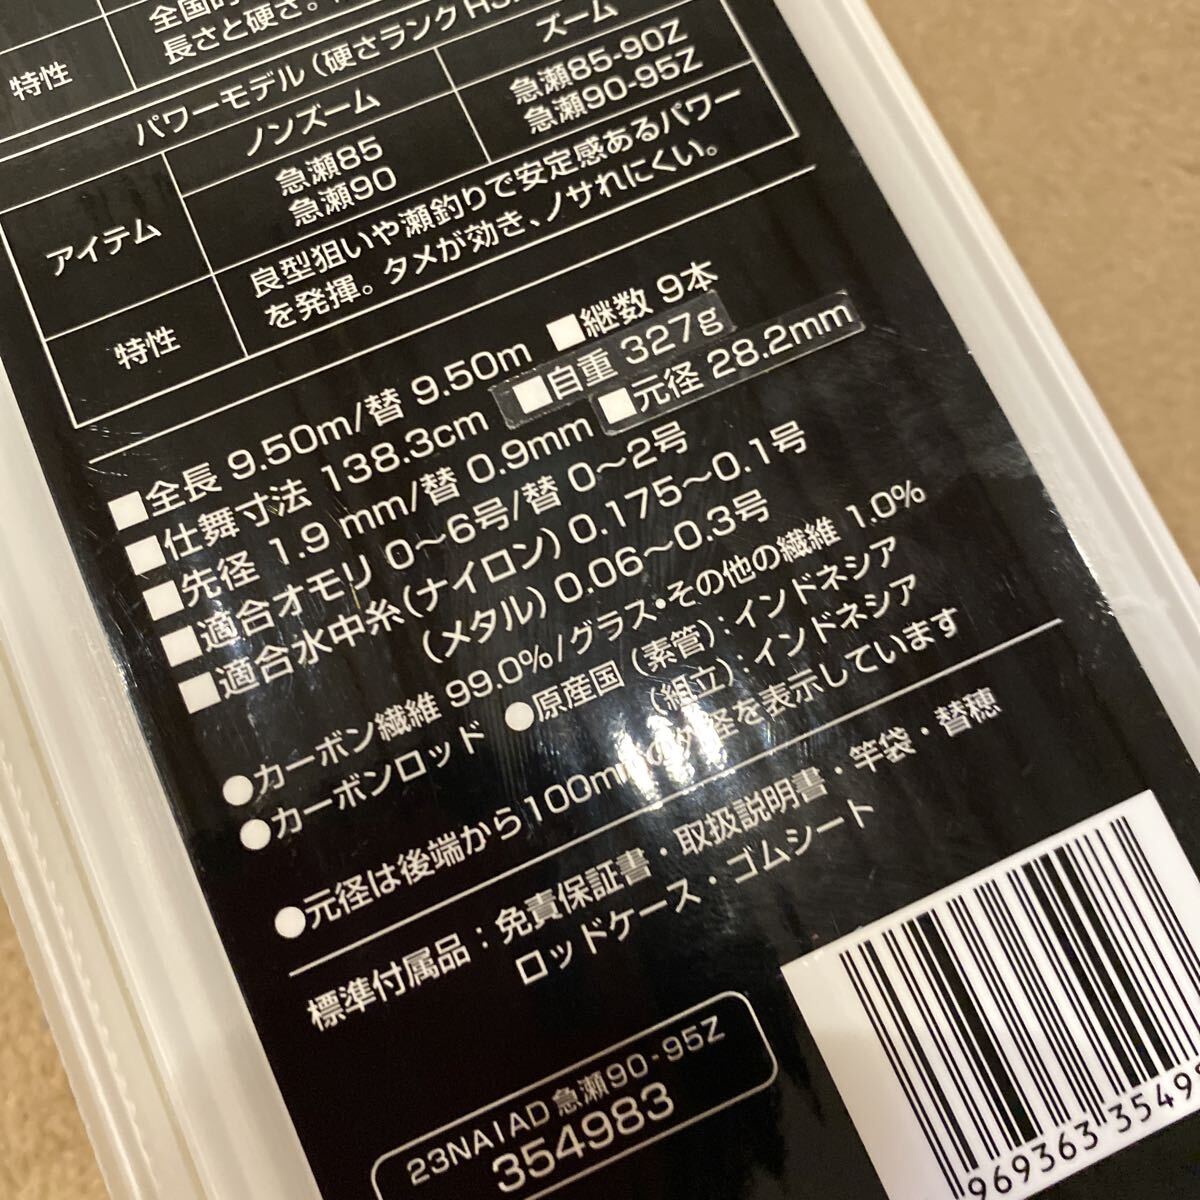 全国的
長さと硬さ。
特性
パワーモデル（硬さランクH
ノンズーム
ズーム
アイテム
急瀬85
急瀬90
急瀬85-90Z
急瀬90-95Z
特性
良型狙いや瀬釣りで安定感あるパワー
を発揮。タメが効き、ノサれにくい。
■全長 9.50m/替 9.50m ■継数 9本
■仕舞寸法 138.3cm ■自重 327g
■先径 1.9 mm/替 0.9mm ■元径 28.2mm
■適合オモリ 0〜6号/替 0〜2号
■適合水中糸(ナイロン) 0.175〜0.1号
(メタル) 0.06〜0.3号
●カーボン繊維 99.0%/グラス・その他の繊維 1.0%
●カーボンロッド ●原産国 (素管)：インドネシア
(組立)：インドネシア
●元径は後端から100mmの外径を表示しています
標準付属品：免責保証書・取扱説明書・竿袋・替穂
ロッドケース・ゴムシート
23NAIAD 急瀬90-95Z
354983
969363 35498